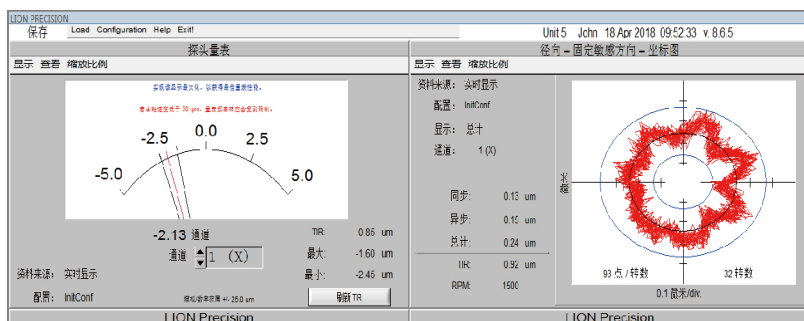 LION PRECISION
保存 Load Configuration Help Exit!
Unit 5 John 18 Apr 2018 09:52:33 v. 8.6.5
探头量表
显示 查看 缩放比例
-5.0
-2.5
0.0
2.5
5.0
-2.13 通道
通道 1 (X)
TIR: 0.85 um
最大: -1.60 um
最小: -2.45 um
资料来源: 实时显示
配置: InitConf
刷新 TIR
LION Precision
径向 – 固定敏感方向 – 坐标图
显示 查看 缩放比例
资料来源: 实时显示
配置: InitConf
显示: 总计
通道: 1 (X)
同步: 0.13 um
异步: 0.15 um
总计: 0.24 um
TIR: 0.92 um
RPM: 1500
93 点 / 转数
32 转数
0.1 微米/div.
LION Precision